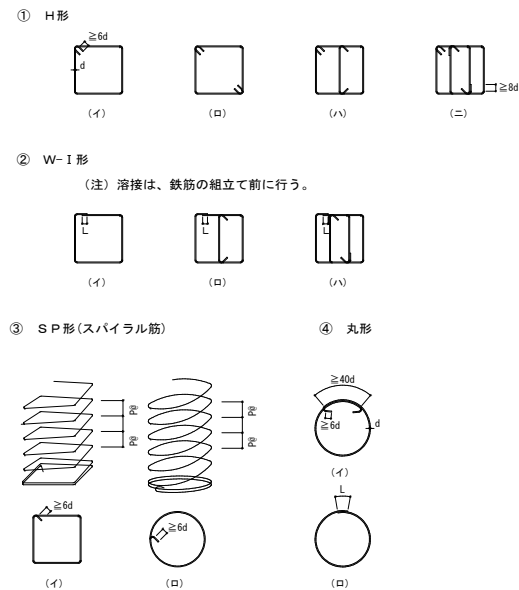 ① H形
≧6d
d
≧8d
(イ) (ロ) (ハ) (ニ)
② W-I形
(注) 溶接は、鉄筋の組立て前に行う。
L L L
(イ) (ロ) (ハ)
③ SP形(スパイラル筋) ④ 丸形
≧40d
P@ P@
P@ P@
≧6d d
(イ)
L
≧6d ≧6d
(イ) (ロ) (ロ)